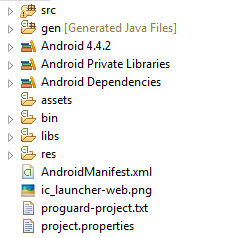 src
gen [Generated Java Files]
Android 4.4.2
Android Private Libraries
Android Dependencies
assets
bin
libs
res
AndroidManifest.xml
ic_launcher-web.png
proguard-project.txt
project.properties